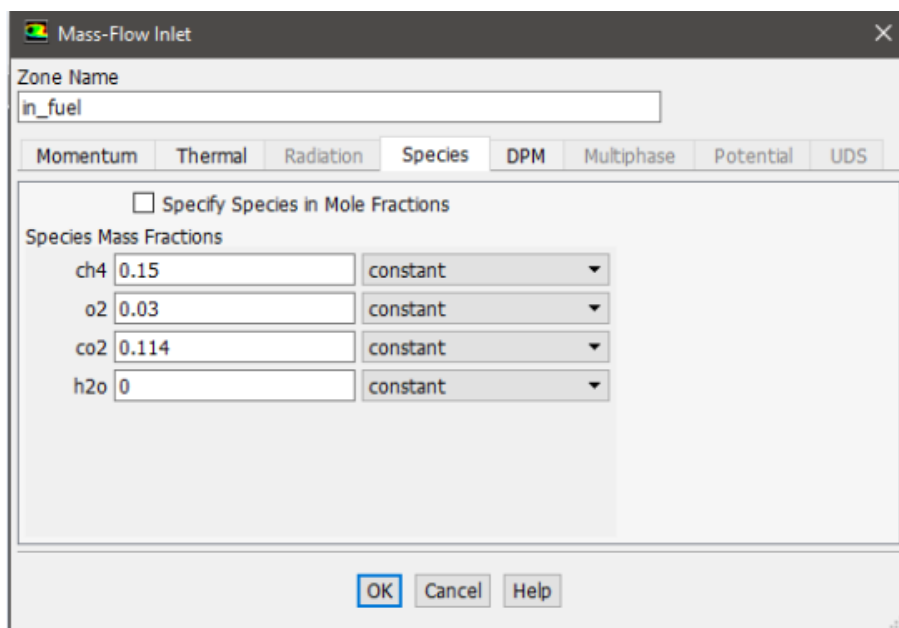 Mass-Flow Inlet
Zone Name
in_fuel
Momentum Thermal Radiation Species DPM Multiphase Potential UDS
Specify Species in Mole Fractions
Species Mass Fractions
ch4 0.15 constant
o2 0.03 constant
co2 0.114 constant
h2o 0 constant
OK Cancel Help